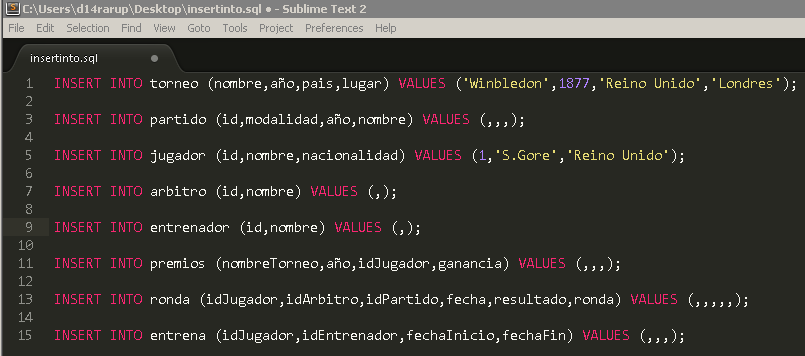 C:\Users\d14rarup\Desktop\insertinto.sql • - Sublime Text 2
File Edit Selection Find View Goto Tools Project Preferences Help
insertinto.sql
1 INSERT INTO torneo (nombre,año,pais,lugar) VALUES ('Winbledon',1877,'Reino Unido','Londres');
2
3 INSERT INTO partido (id,modalidad,año,nombre) VALUES (,,,);
4
5 INSERT INTO jugador (id,nombre,nacionalidad) VALUES (1,'S.Gore','Reino Unido');
6
7 INSERT INTO arbitro (id,nombre) VALUES (,);
8
9 INSERT INTO entrenador (id,nombre) VALUES (,);
10
11 INSERT INTO premios (nombreTorneo,año,idJugador,ganancia) VALUES (,,,);
12
13 INSERT INTO ronda (idJugador,idArbitro,idPartido,fecha,resultado,ronda) VALUES (,,,,,);
14
15 INSERT INTO entrena (idJugador,idEntrenador,fechaInicio,fechaFin) VALUES (,,,);